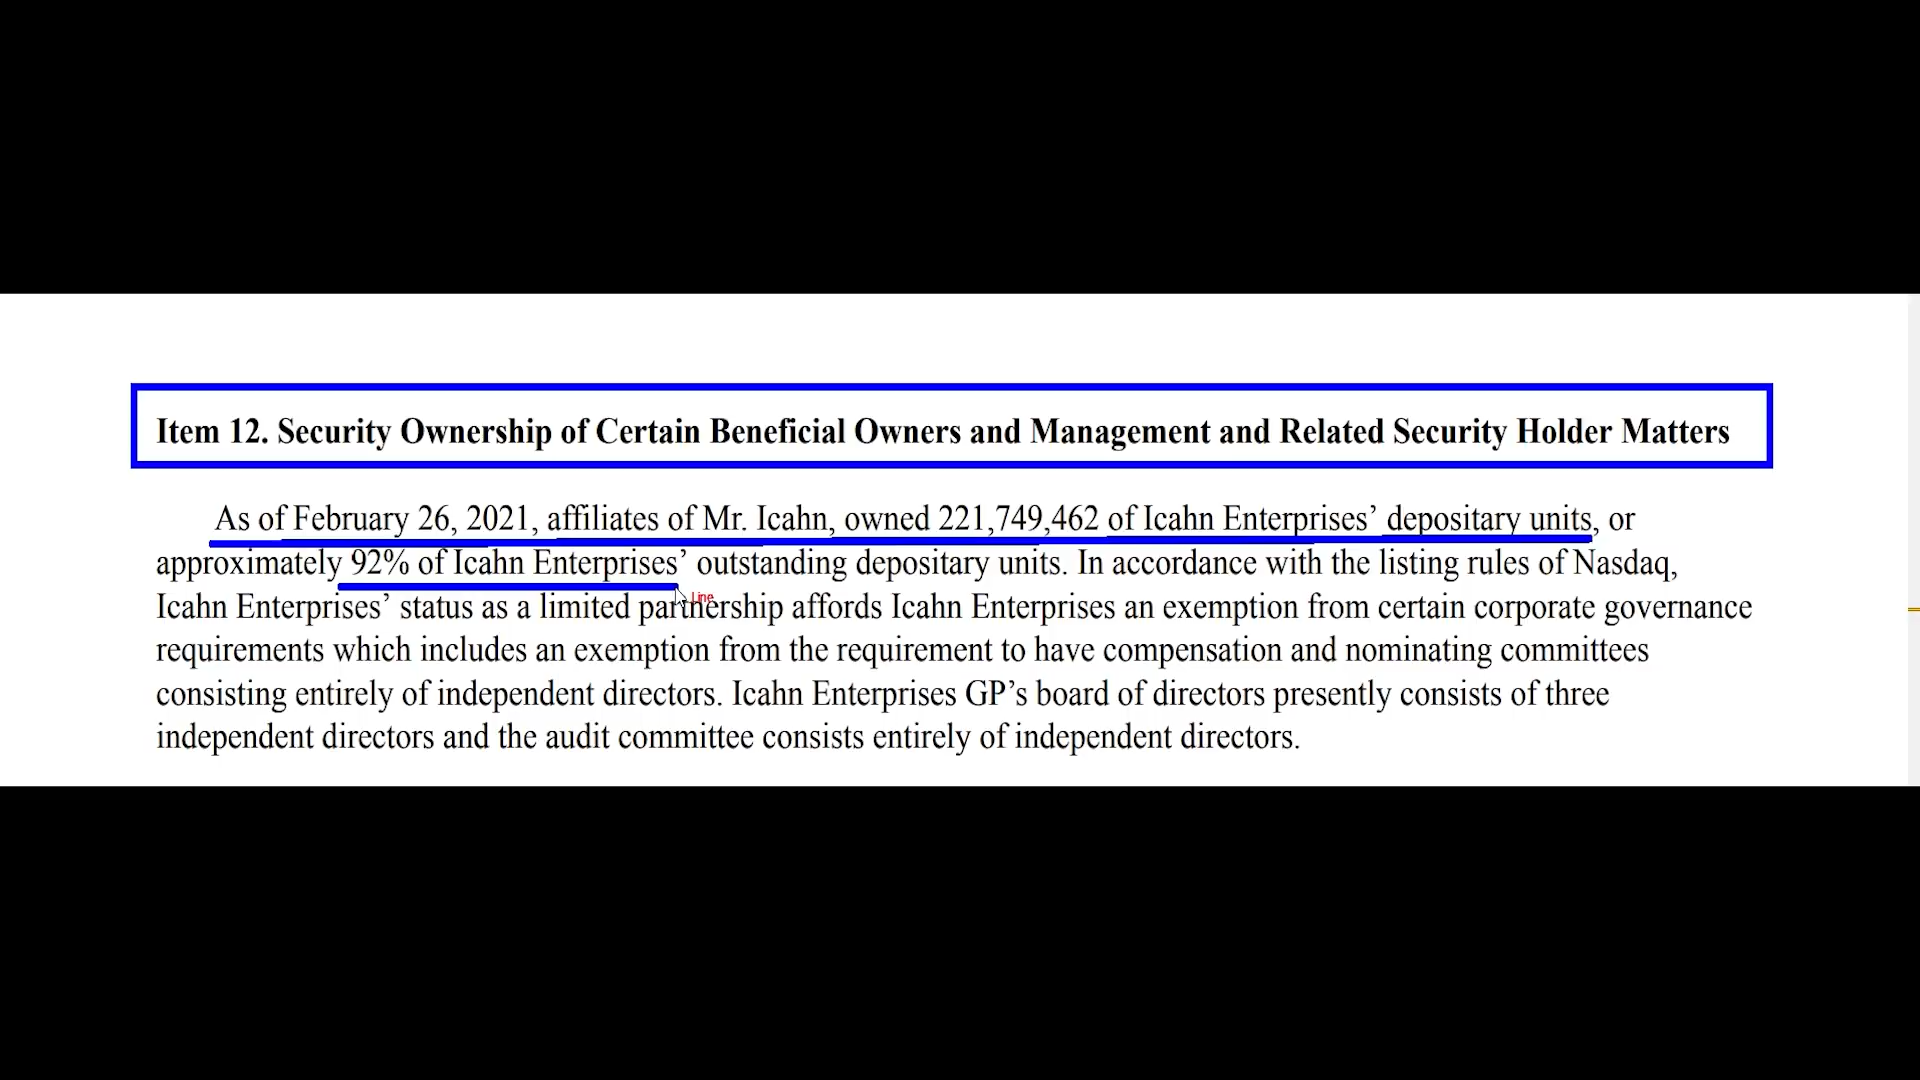 Item 12. Security Ownership of Certain Beneficial Owners and Management and Related Security Holder Matters
As of February 26, 2021, affiliates of Mr. Icahn, owned 221,749,462 of Icahn Enterprises’ depositary units, or
approximately 92% of Icahn Enterprises’ outstanding depositary units. In accordance with the listing rules of Nasdaq,
Line
Icahn Enterprises’ status as a limited partnership affords Icahn Enterprises an exemption from certain corporate governance
requirements which includes an exemption from the requirement to have compensation and nominating committees
consisting entirely of independent directors. Icahn Enterprises GP’s board of directors presently consists of three
independent directors and the audit committee consists entirely of independent directors.